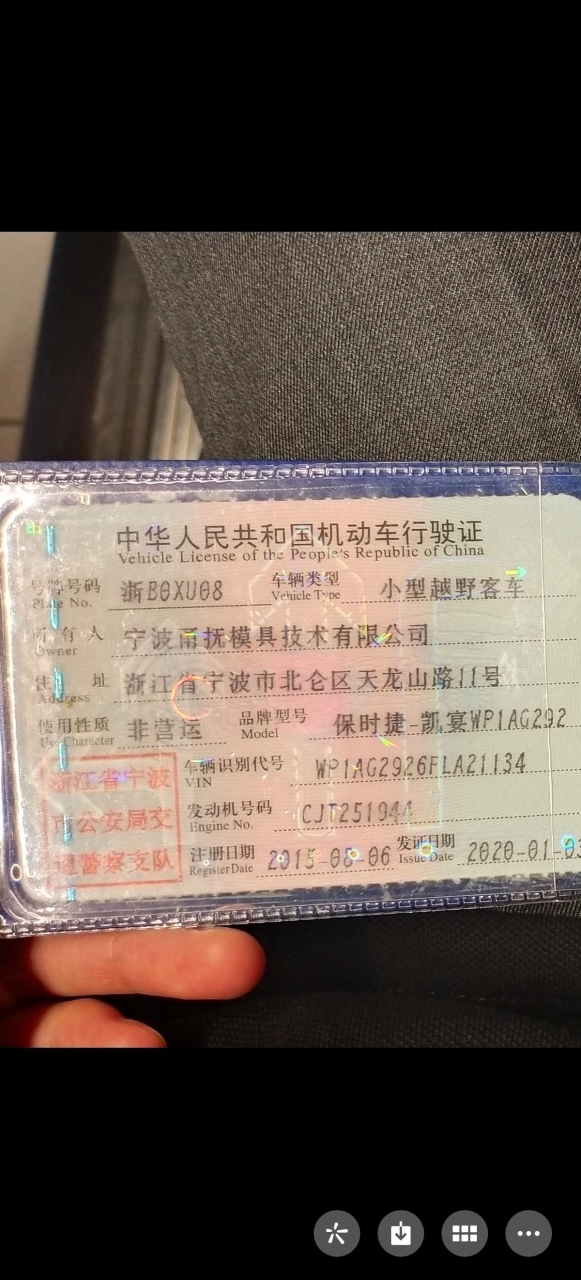 中华人民共和国机动车行驶证
Vehicle License of the People's Republic of China
号牌号码 浙B0XU08 车辆类型 小型越野客车
Plate No. Vehicle Type
所有人 宁波甬抚模具技术有限公司
Owner
住址 浙江省宁波市北仑区天龙山路11号
Address
使用性质 非营运 品牌型号 保时捷-凯宴WP1AG292
Use Character Model
浙江省宁波 车辆识别代号 WP1AG2926FLA21134
VIN
市公安局交 发动机号码 CJT251944
Engine No.
通警察支队 注册日期 2015-08-06 发证日期 2020-01-03
Register Date Issue Date